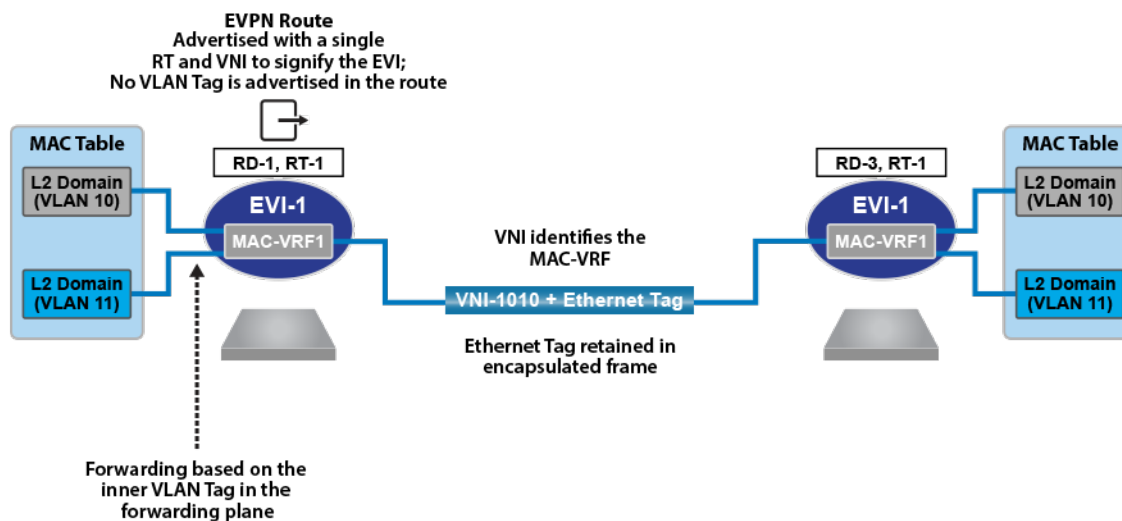 EVPN Route
Advertised with a single
RT and VNI to signify the EVI;
No VLAN Tag is advertised in the route
MAC Table
L2 Domain
(VLAN 10)
L2 Domain
(VLAN 11)
RD-1, RT-1
EVI-1
MAC-VRF1
VNI identifies the
MAC-VRF
VNI-1010 + Ethernet Tag
Ethernet Tag retained in
encapsulated frame
RD-3, RT-1
EVI-1
MAC-VRF1
MAC Table
L2 Domain
(VLAN 10)
L2 Domain
(VLAN 11)
Forwarding based on the
inner VLAN Tag in the
forwarding plane